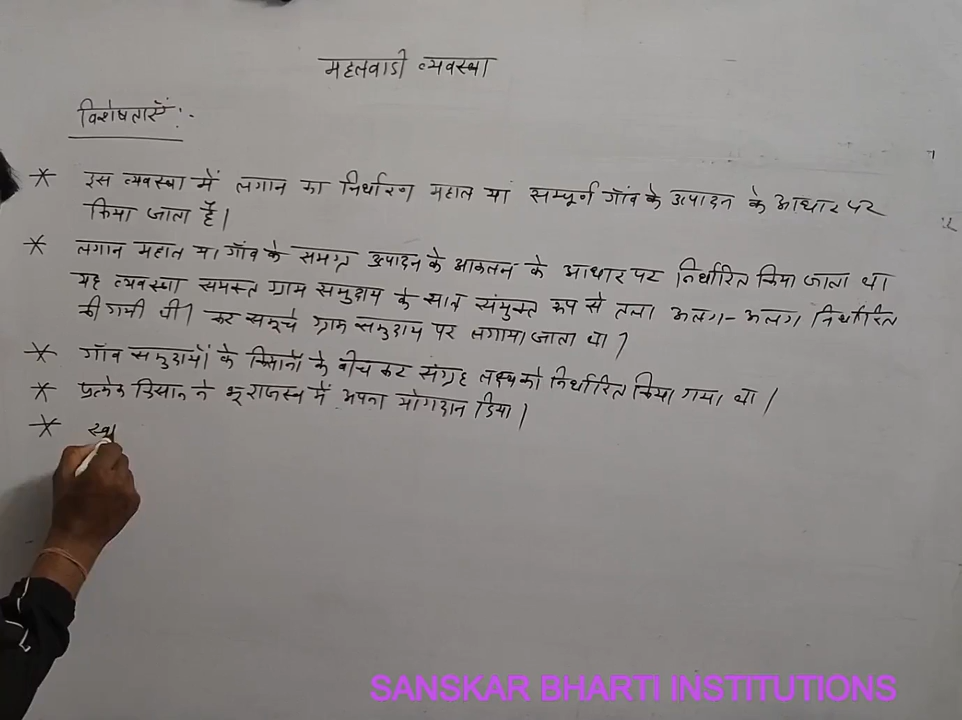 महलवाडी व्यवस्था
विशेषताएँ:-
* इस व्यवस्था में लगान का निर्धारण महाल यां सम्पूर्ण गाँव के उत्पादन के आधार पर
किया जाता है।
* लगान महाल या गाँव के समग्र उत्पादन के आकलन के आधार पर निर्धारित किया जाता था
यह व्यवस्था समस्त ग्राम समुदाय के साथ संयुक्त रूप से तथा अलग-अलग निर्धारित
की गयी थी। कर समूचे ग्राम समुदाय पर लगाया जाता था।
* गाँव समुदायों के किसानों के बीच कर संग्रह लक्ष्य को निर्धारित किया गया था।
* प्रत्येक किसान ने भू राजस्व में अपना योगदान दिया।
*
SANSKAR BHARTI INSTITUTIONS